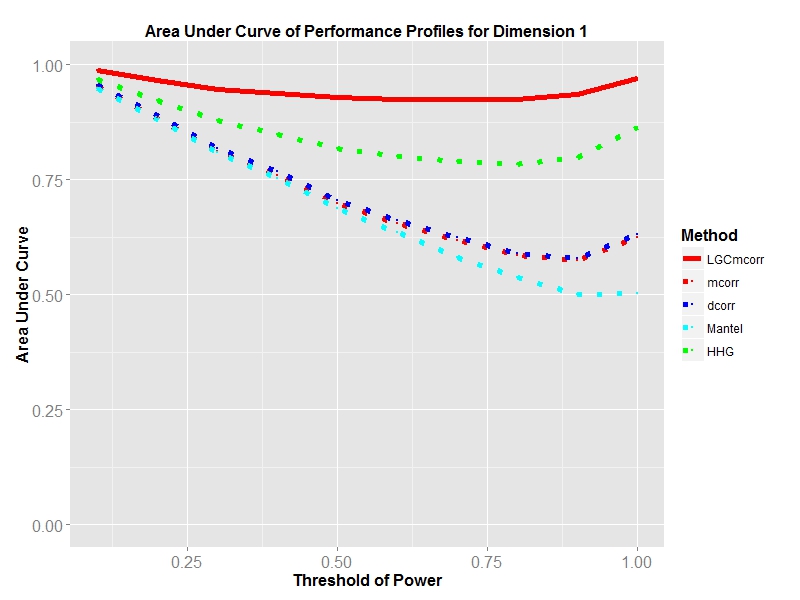 Area Under Curve of Performance Profiles for Dimension 1
1.00
0.75
0.50
0.25
0.00
Area Under Curve
0.25
0.50
0.75
1.00
Threshold of Power
Method
LGCmcorr
mcorr
dcorr
Mantel
HHG